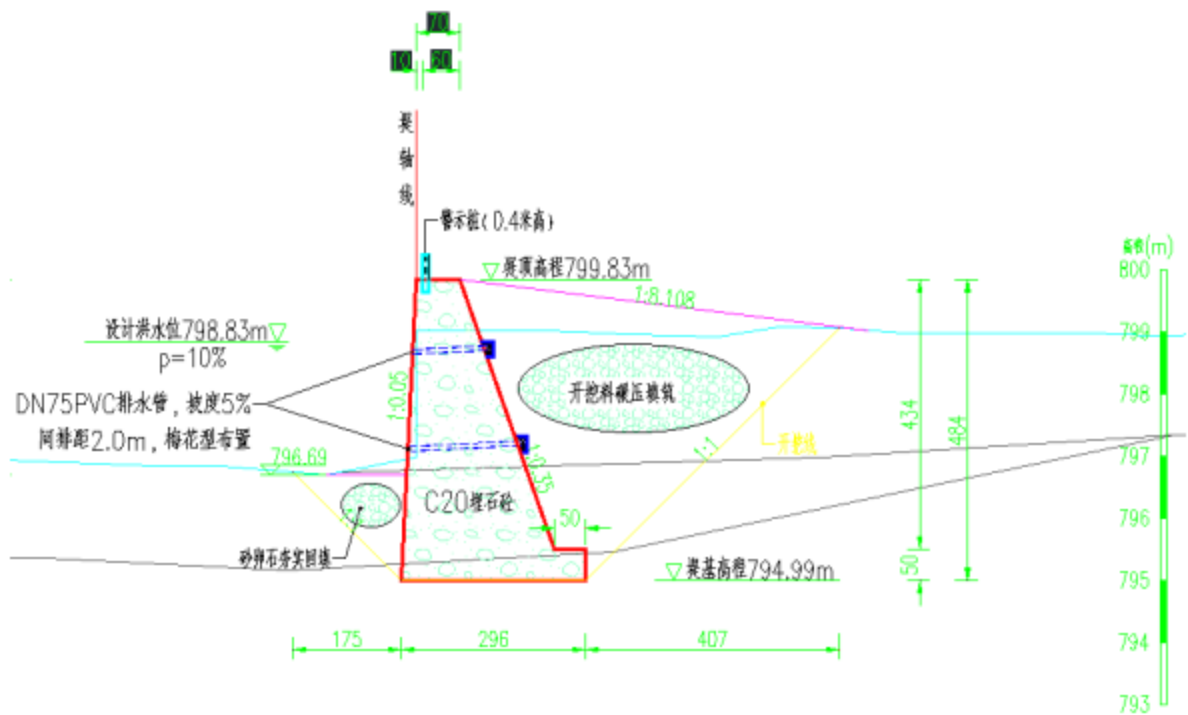 70
10 60
堤轴线
警示桩(0.4米高)
堤顶高程799.83m
1:8.108
高程(m)
800
799
798
797
796
795
794
793
设计洪水位798.83m
p=10%
DN75PVC排水管,坡度5%
间排距2.0m,梅花型布置
1:0.05
开挖料碾压填筑
开挖线
1:1
434
484
796.69
C20埋石砼
1:0.35
50
砂卵石夯实回填
堤基高程794.99m
50
175
296
407